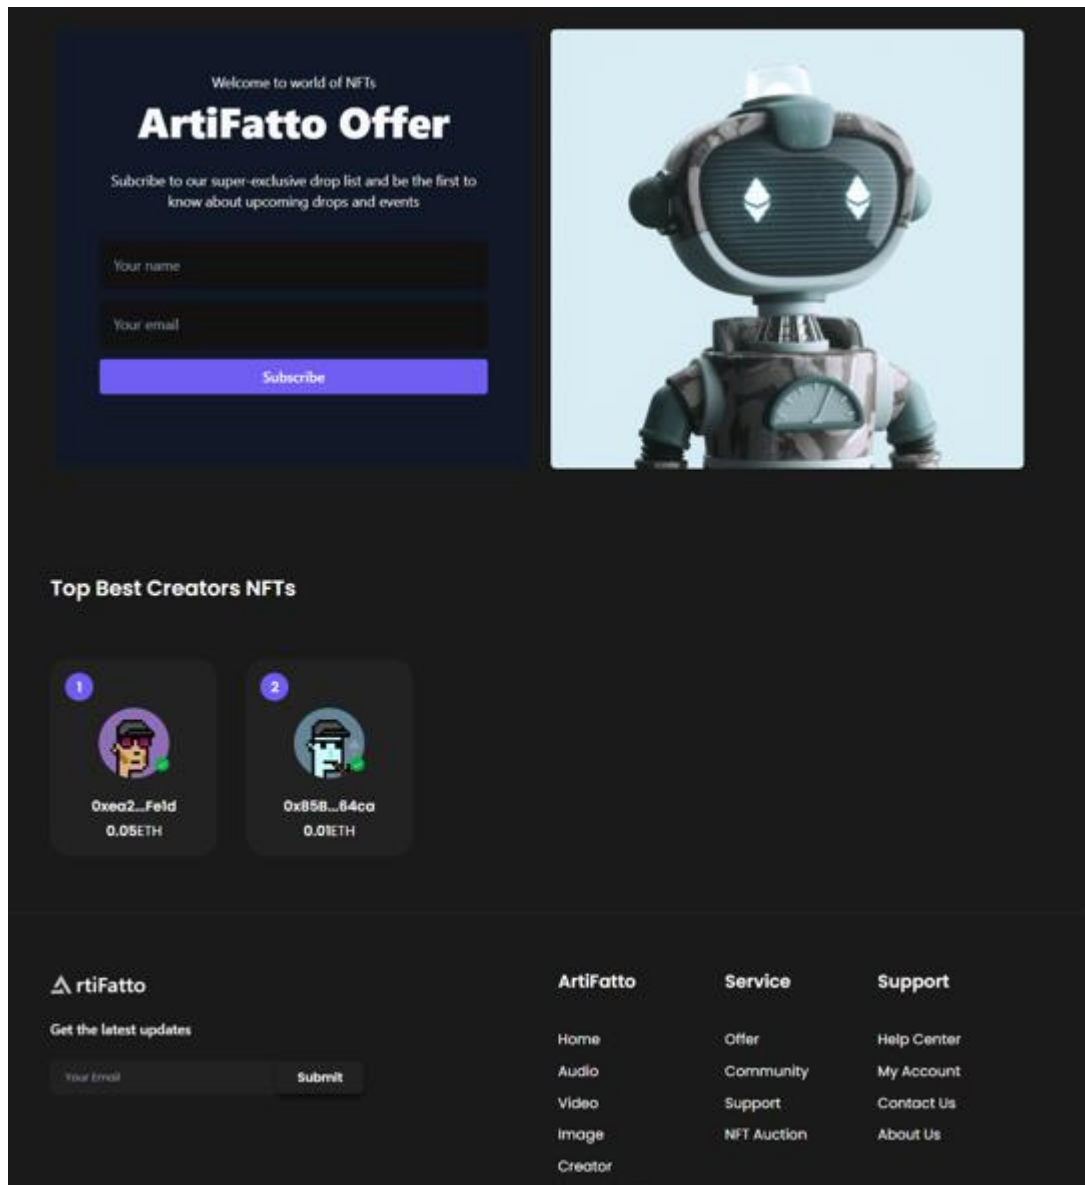 Welcome to world of NFTs
ArtiFatto Offer
Subcribe to our super-exclusive drop list and be the first to
know about upcoming drops and events
Your name
Your email
Subscribe
Top Best Creators NFTs
1
2
0xea2...Fe1d
0.05ETH
0x85B...64ca
0.01ETH
rtiFatto
Get the latest updates
Your Email
Submit
ArtiFatto
Home
Audio
Video
Image
Creator
Service
Offer
Community
Support
NFT Auction
Support
Help Center
My Account
Contact Us
About Us